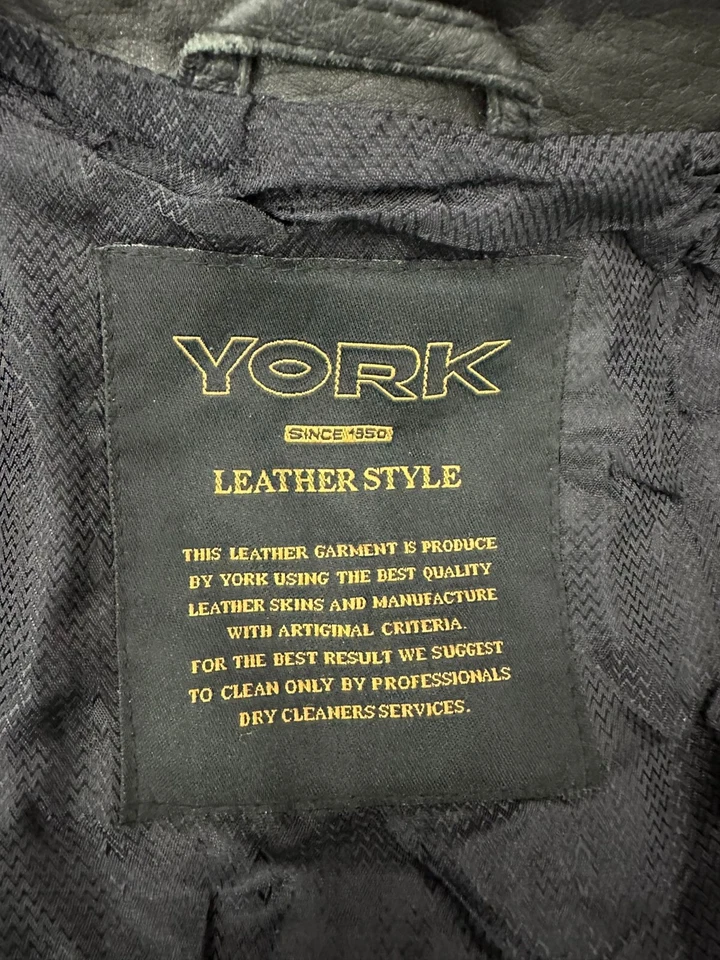 YORK
SINCE 1950
LEATHER STYLE
THIS LEATHER GARMENT IS PRODUCE
BY YORK USING THE BEST QUALITY
LEATHER SKINS AND MANUFACTURE
WITH ARTIGINAL CRITERIA.
FOR THE BEST RESULT WE SUGGEST
TO CLEAN ONLY BY PROFESSIONALS
DRY CLEANERS SERVICES.